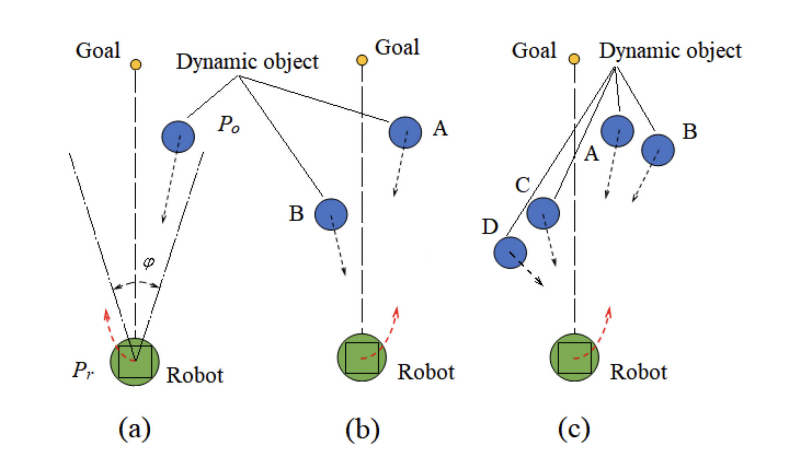 Goal
Dynamic object
Goal
Goal
Dynamic object
P_o
A
B
A
B
C
D
φ
P_r
Robot
Robot
Robot
(a)
(b)
(c)